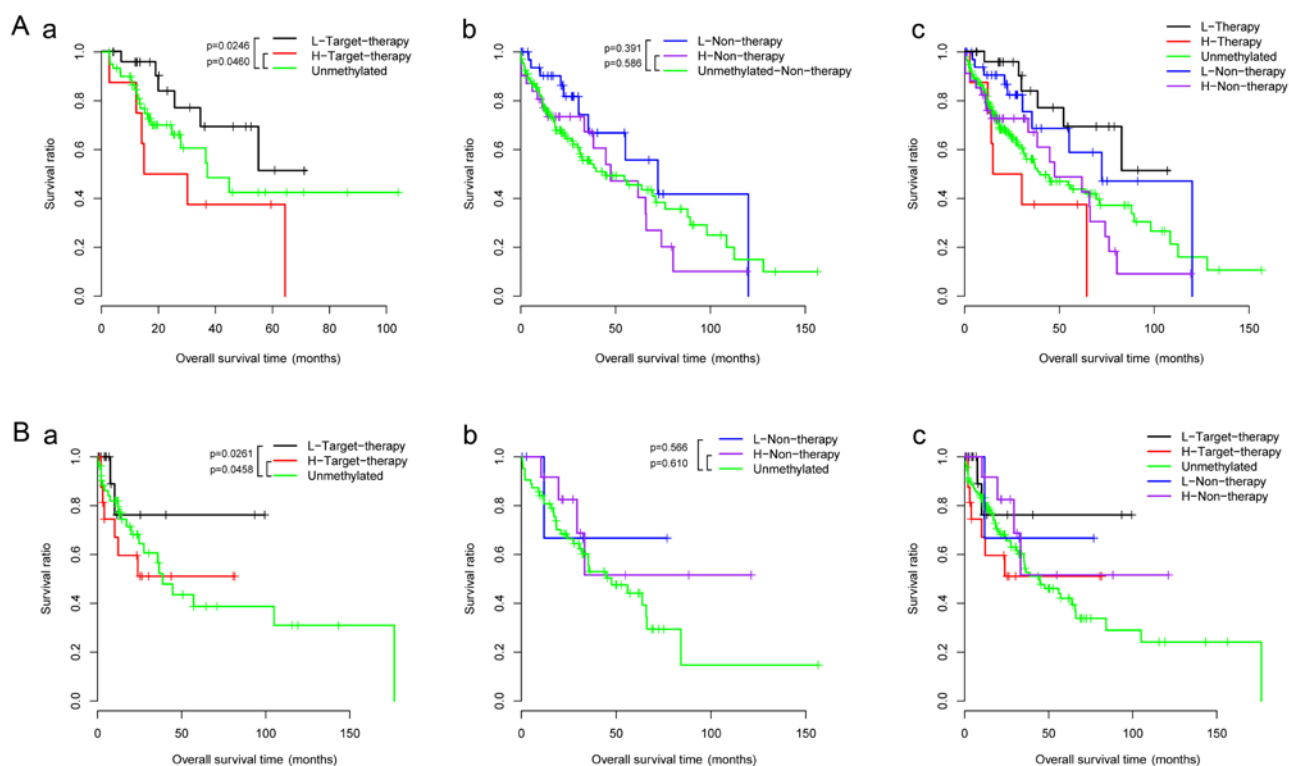 A
a
p=0.0246
p=0.0460
L-Target-therapy
H-Target-therapy
Unmethylated
Survival ratio
1.0
0.8
0.6
0.4
0.2
0.0
0 20 40 60 80 100
Overall survival time (months)
b
p=0.391
p=0.586
L-Non-therapy
H-Non-therapy
Unmethylated-Non-therapy
Survival ratio
1.0
0.8
0.6
0.4
0.2
0.0
0 50 100 150
Overall survival time (months)
c
L-Therapy
H-Therapy
Unmethylated
L-Non-therapy
H-Non-therapy
Survival ratio
1.0
0.8
0.6
0.4
0.2
0.0
0 50 100 150
Overall survival time (months)
B
a
p=0.0261
p=0.0458
L-Target-therapy
H-Target-therapy
Unmethylated
Survival ratio
1.0
0.8
0.6
0.4
0.2
0.0
0 50 100 150
Overall survival time (months)
b
p=0.566
p=0.610
L-Non-therapy
H-Non-therapy
Unmethylated
Survival ratio
1.0
0.8
0.6
0.4
0.2
0.0
0 50 100 150
Overall survival time (months)
c
L-Target-therapy
H-Target-therapy
Unmethylated
L-Non-therapy
H-Non-therapy
Survival ratio
1.0
0.8
0.6
0.4
0.2
0.0
0 50 100 150
Overall survival time (months)